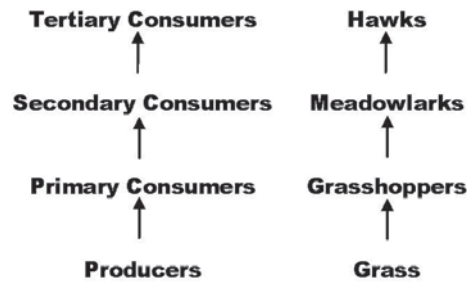 Tertiary Consumers Hawks
Secondary Consumers Meadowlarks
Primary Consumers Grasshoppers
Producers Grass